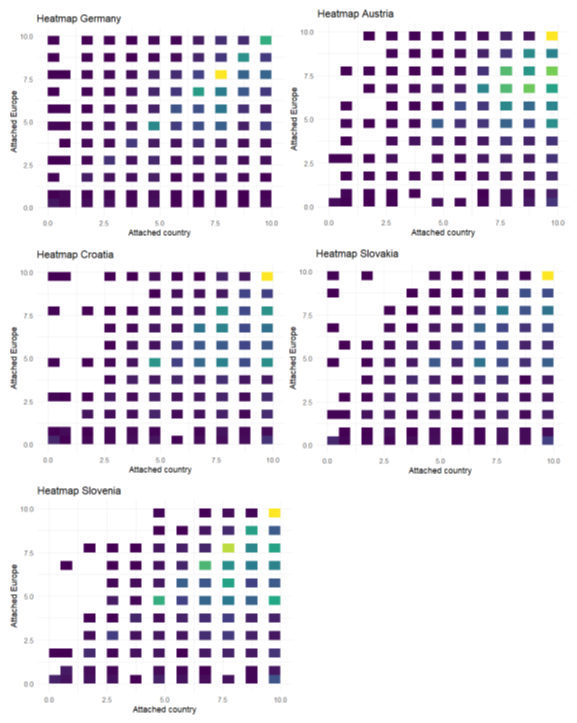 Heatmap Germany
10.0
7.5
5.0
2.5
0.0
Attached Europe
0.0 2.5 5.0 7.5 10.0
Attached country
Heatmap Austria
10.0
7.5
5.0
2.5
0.0
Attached Europe
0.0 2.5 5.0 7.5 10.0
Attached country
Heatmap Croatia
10.0
7.5
5.0
2.5
0.0
Attached Europe
0.0 2.5 5.0 7.5 10.0
Attached country
Heatmap Slovakia
10.0
7.5
5.0
2.5
0.0
Attached Europe
0.0 2.5 5.0 7.5 10.0
Attached country
Heatmap Slovenia
10.0
7.5
5.0
2.5
0.0
Attached Europe
0.0 2.5 5.0 7.5 10.0
Attached country